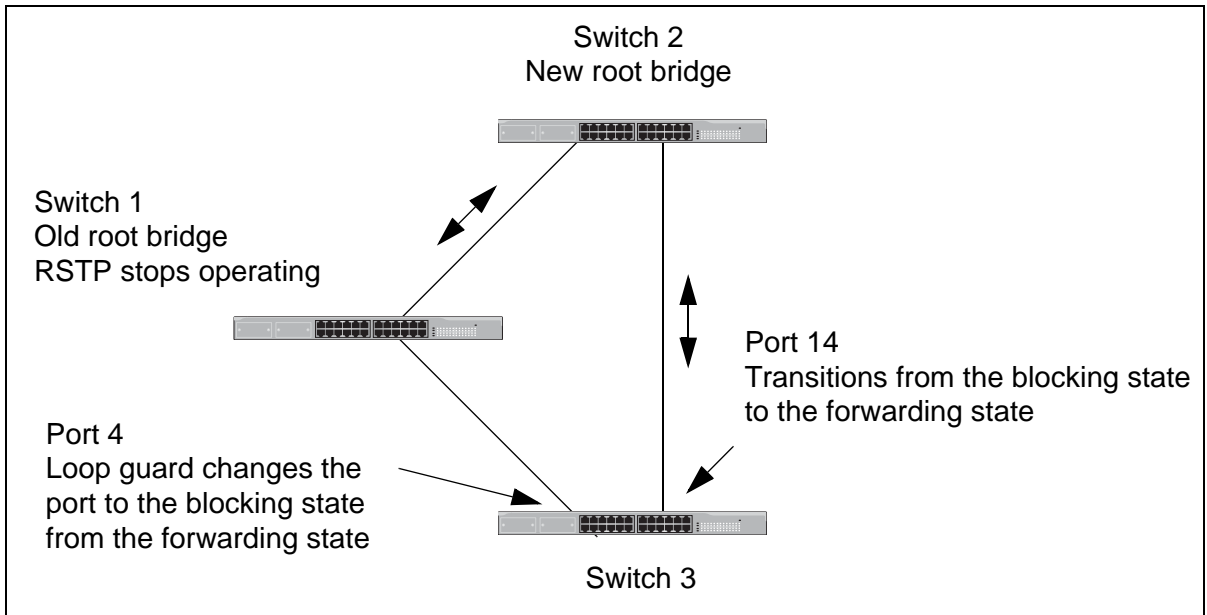 Switch 2
New root bridge
Switch 1
Old root bridge
RSTP stops operating
Port 14
Transitions from the blocking state
to the forwarding state
Port 4
Loop guard changes the
port to the blocking state
from the forwarding state
Switch 3